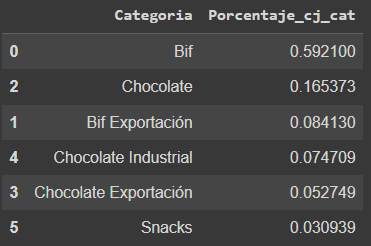 Categoria Porcentaje_cj_cat
0 Bif 0.592100
2 Chocolate 0.165373
1 Bif Exportación 0.084130
4 Chocolate Industrial 0.074709
3 Chocolate Exportación 0.052749
5 Snacks 0.030939